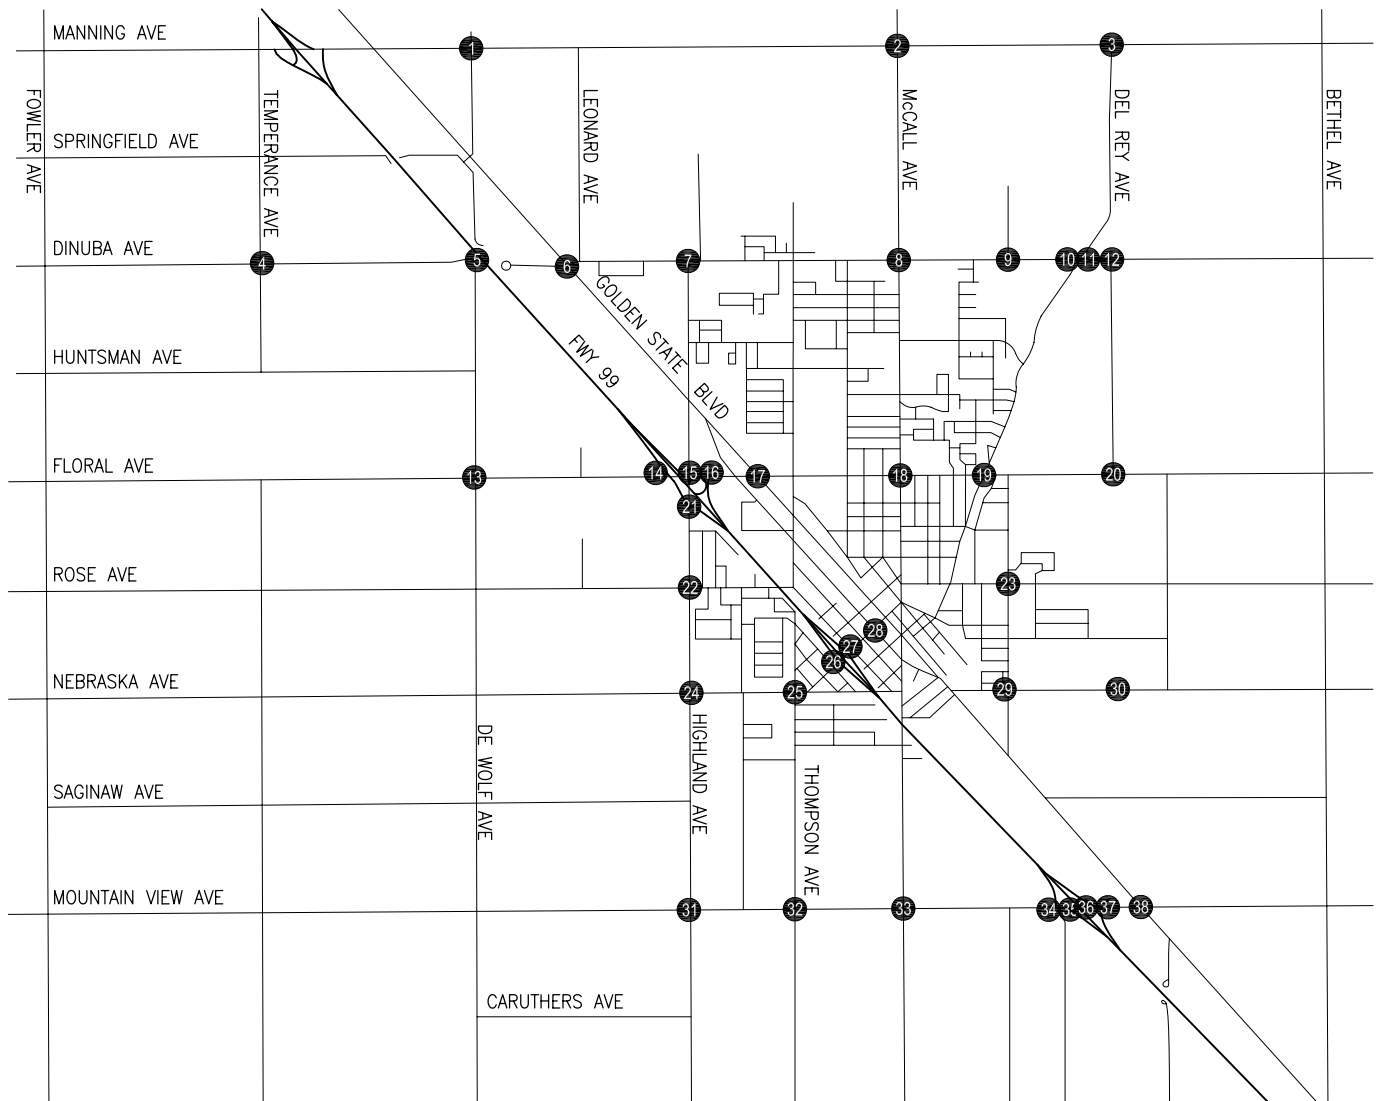 MANNING AVE
1
2
3
FOWLER AVE
TEMPERANCE AVE
LEONARD AVE
McCALL AVE
DEL REY AVE
BETHEL AVE
SPRINGFIELD AVE
DINUBA AVE
4
5
6
7
8
9
10
11
12
GOLDEN STATE BLVD
FWY 99
HUNTSMAN AVE
FLORAL AVE
13
14
15
16
17
18
19
20
21
ROSE AVE
22
23
28
27
26
NEBRASKA AVE
24
25
29
30
DE WOLF AVE
HIGHLAND AVE
THOMPSON AVE
SAGINAW AVE
MOUNTAIN VIEW AVE
31
32
33
34
35
36
37
38
CARUTHERS AVE